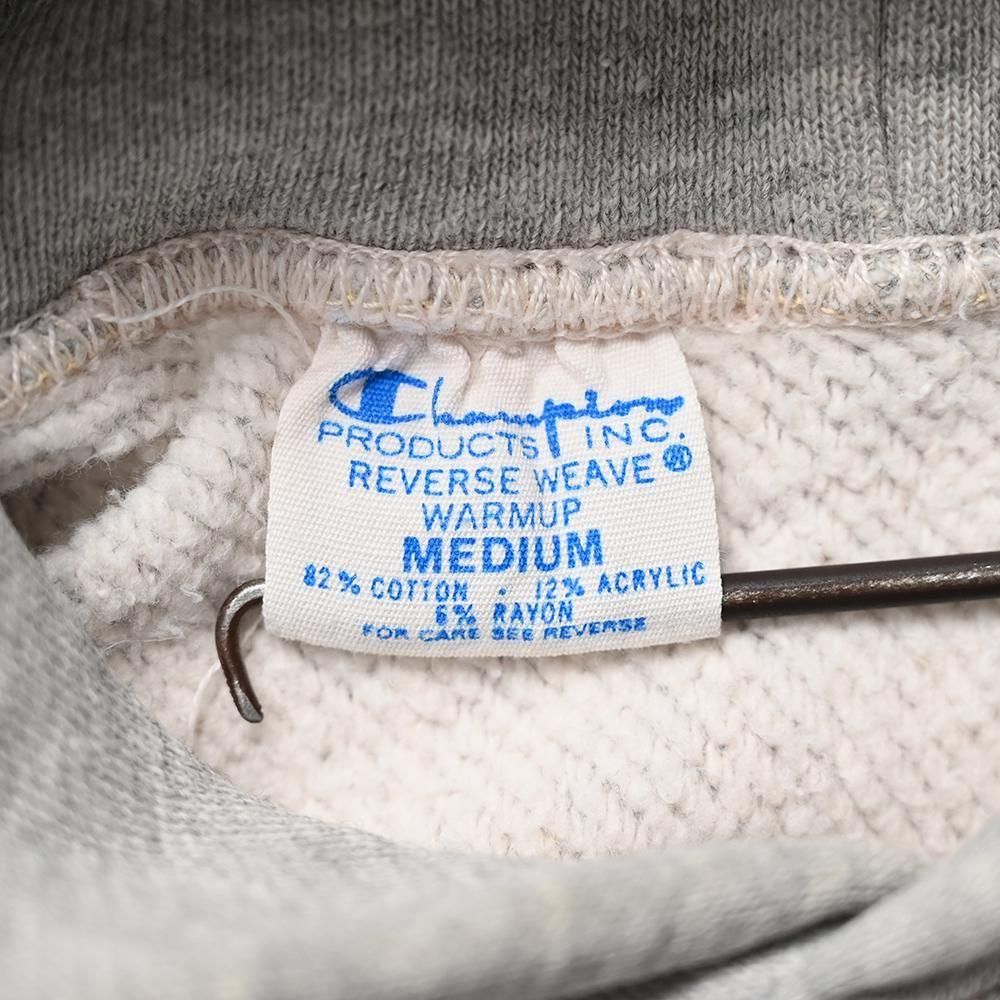 Champion
PRODUCTS INC.
REVERSE WEAVE®
WARMUP
MEDIUM
82% COTTON . 12% ACRYLIC
6% RAYON
FOR CARE SEE REVERSE